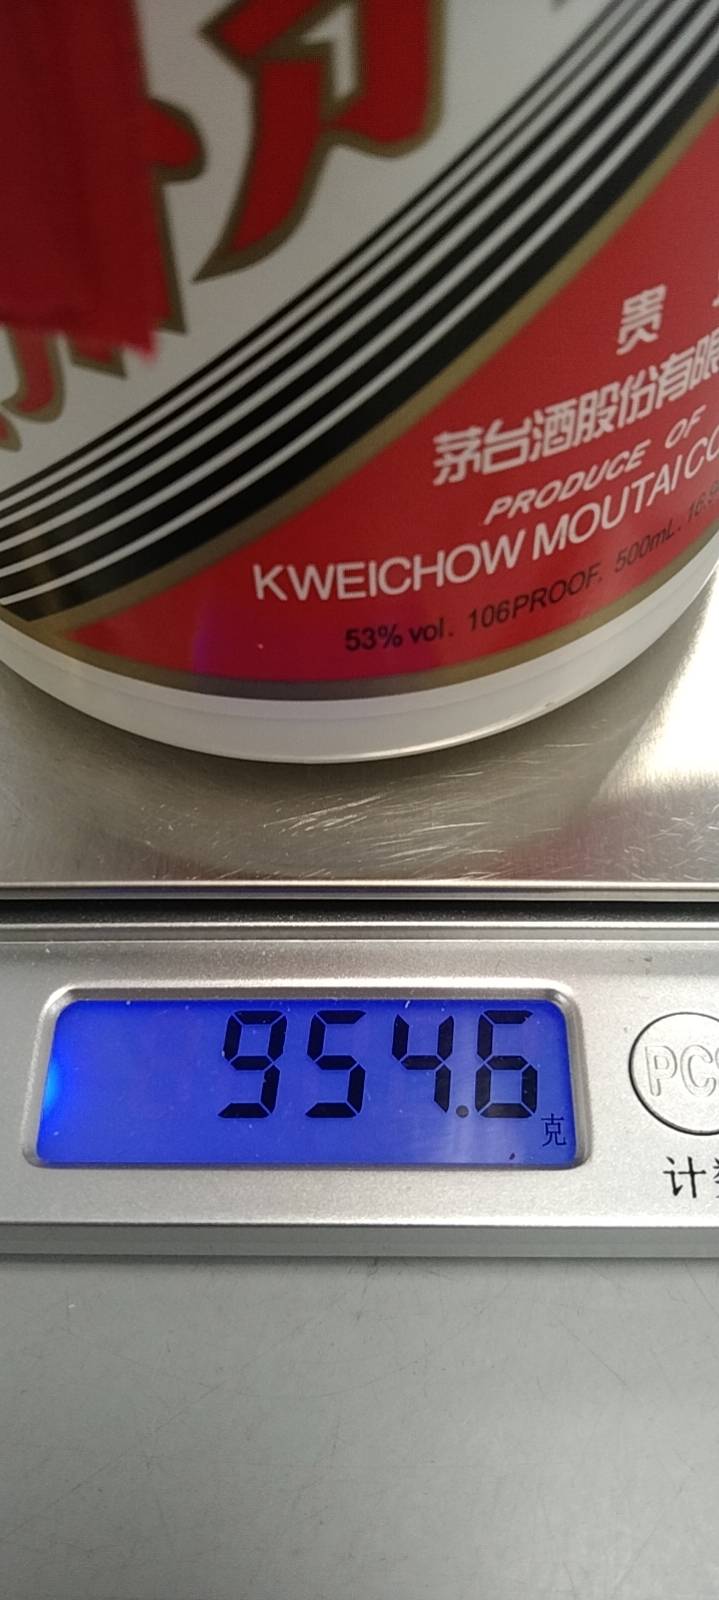 贵
茅台酒股份有限
PRODUCE OF
KWEICHOW MOUTAI CO
53% vol. 106PROOF. 500mL.
954.6
克
计